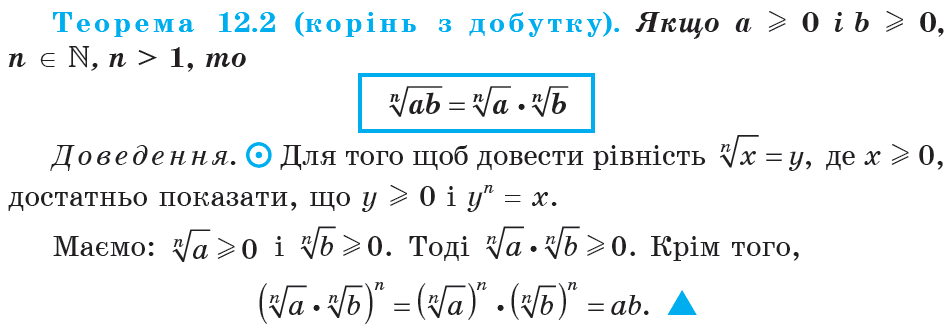 Теорема 12.2 (корінь з добутку). Якщо a ⩾ 0 і b ⩾ 0,
n ∈ ℕ, n > 1, то
ⁿ√(ab) = ⁿ√a · ⁿ√b
Доведення. ⊙ Для того щоб довести рівність ⁿ√x = y, де x ⩾ 0,
достатньо показати, що y ⩾ 0 і yⁿ = x.
Маємо: ⁿ√a ⩾ 0 і ⁿ√b ⩾ 0. Тоді ⁿ√a · ⁿ√b ⩾ 0. Крім того,
(ⁿ√a · ⁿ√b)ⁿ = (ⁿ√a)ⁿ · (ⁿ√b)ⁿ = ab. ▲